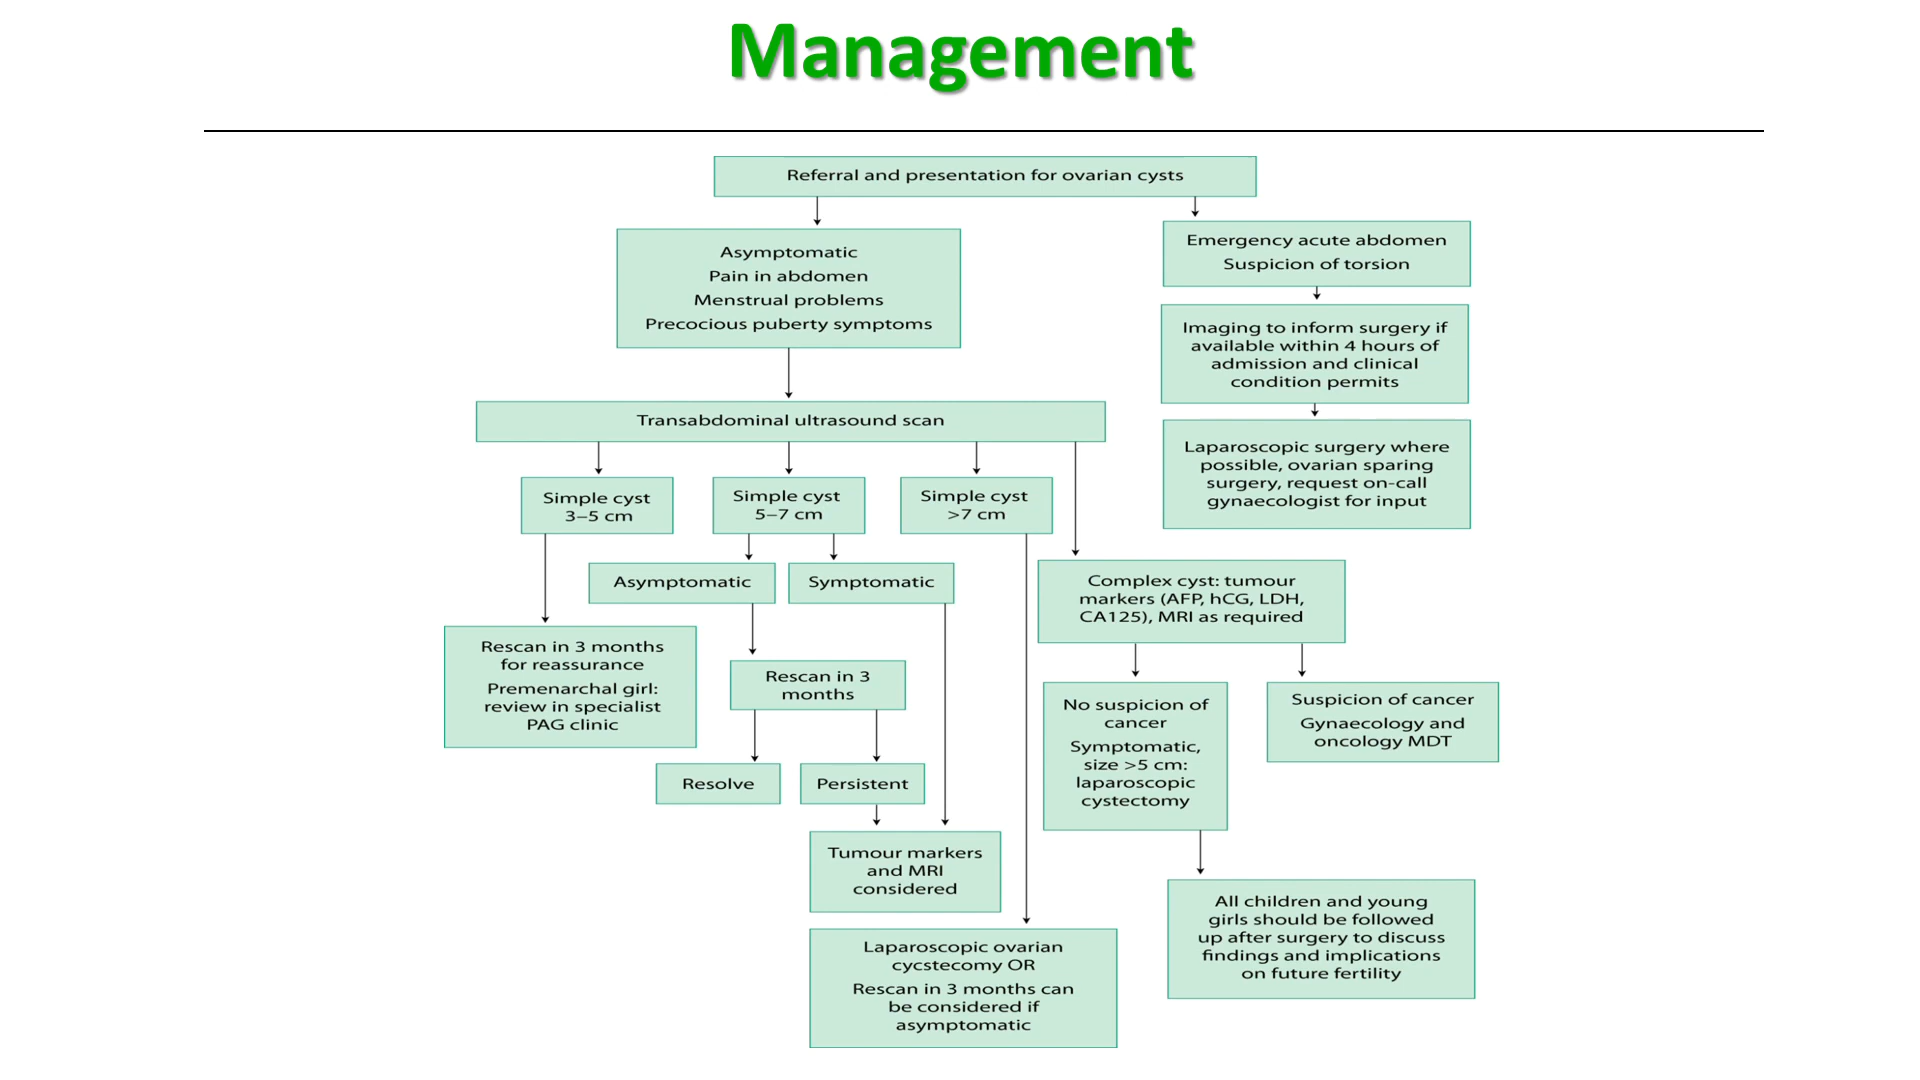 Management
Referral and presentation for ovarian cysts
Asymptomatic
Pain in abdomen
Menstrual problems
Precocious puberty symptoms
Emergency acute abdomen
Suspicion of torsion
Imaging to inform surgery if
available within 4 hours of
admission and clinical
condition permits
Laparoscopic surgery where
possible, ovarian sparing
surgery, request on-call
gynaecologist for input
Transabdominal ultrasound scan
Simple cyst
3–5 cm
Simple cyst
5–7 cm
Simple cyst
>7 cm
Asymptomatic
Symptomatic
Complex cyst: tumour
markers (AFP, hCG, LDH,
CA125), MRI as required
Rescan in 3 months
for reassurance
Premenarchal girl:
review in specialist
PAG clinic
Rescan in 3
months
No suspicion of
cancer
Symptomatic,
size >5 cm:
laparoscopic
cystectomy
Suspicion of cancer
Gynaecology and
oncology MDT
Resolve
Persistent
Tumour markers
and MRI
considered
Laparoscopic ovarian
cycstecomy OR
Rescan in 3 months can
be considered if
asymptomatic
All children and young
girls should be followed
up after surgery to discuss
findings and implications
on future fertility